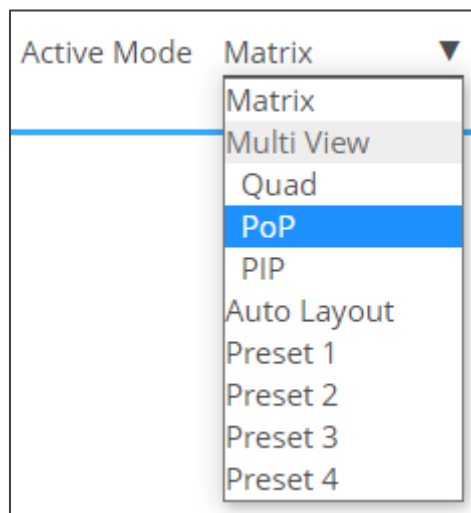 Active Mode Matrix ▼
Matrix
Multi View
Quad
PoP
PIP
Auto Layout
Preset 1
Preset 2
Preset 3
Preset 4